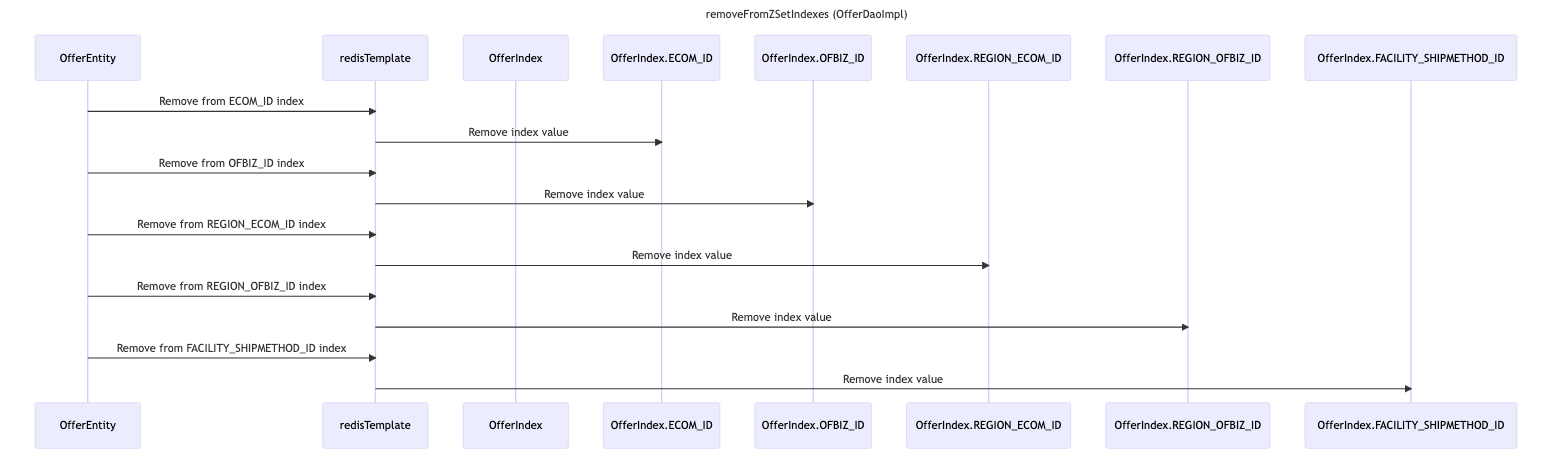 removeFromZSetIndexes (OfferDaoImpl)
OfferEntity
redisTemplate
OfferIndex
OfferIndex.ECOM_ID
OfferIndex.OFBIZ_ID
OfferIndex.REGION_ECOM_ID
OfferIndex.REGION_OFBIZ_ID
OfferIndex.FACILITY_SHIPMETHOD_ID
Remove from ECOM_ID index
Remove index value
Remove from OFBIZ_ID index
Remove index value
Remove from REGION_ECOM_ID index
Remove index value
Remove from REGION_OFBIZ_ID index
Remove index value
Remove from FACILITY_SHIPMETHOD_ID index
Remove index value
OfferEntity
redisTemplate
OfferIndex
OfferIndex.ECOM_ID
OfferIndex.OFBIZ_ID
OfferIndex.REGION_ECOM_ID
OfferIndex.REGION_OFBIZ_ID
OfferIndex.FACILITY_SHIPMETHOD_ID